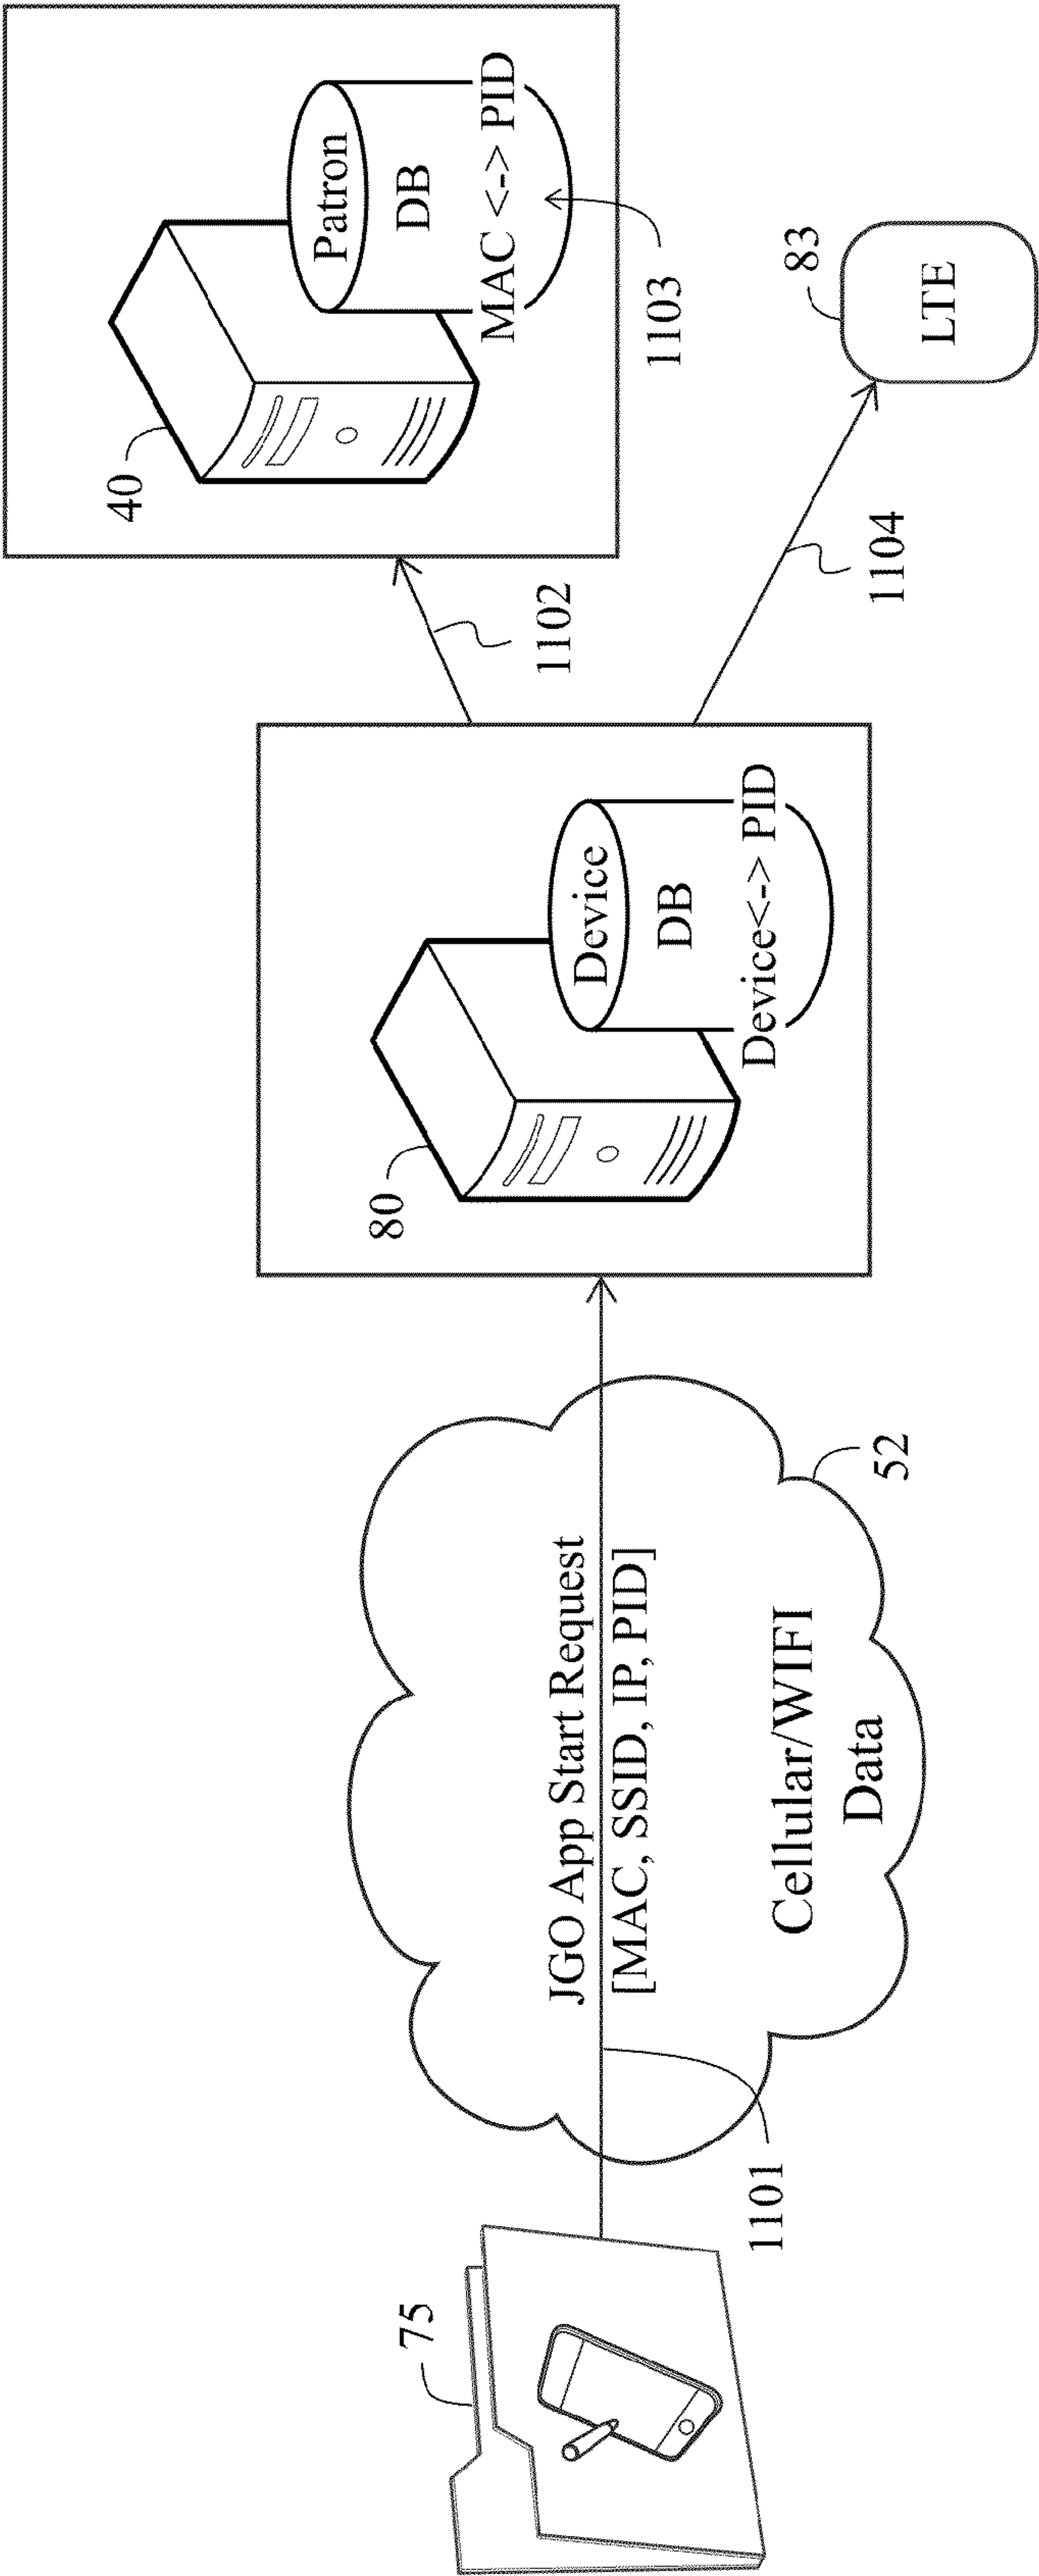 75
1101
JGO App Start Request
[MAC, SSID, IP, PID]
Cellular/WIFI
Data
52
80
Device
DB
Device<-> PID
1102
1104
40
Patron
DB
MAC <-> PID
1103
83
LTE